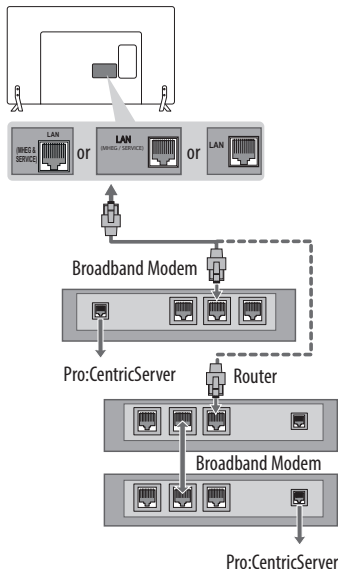 LAN
(MHEG &
SERVICE)
or
LAN
(MHEG / SERVICE)
or
LAN
Broadband Modem
Pro:CentricServer
Router
Broadband Modem
Pro:CentricServer